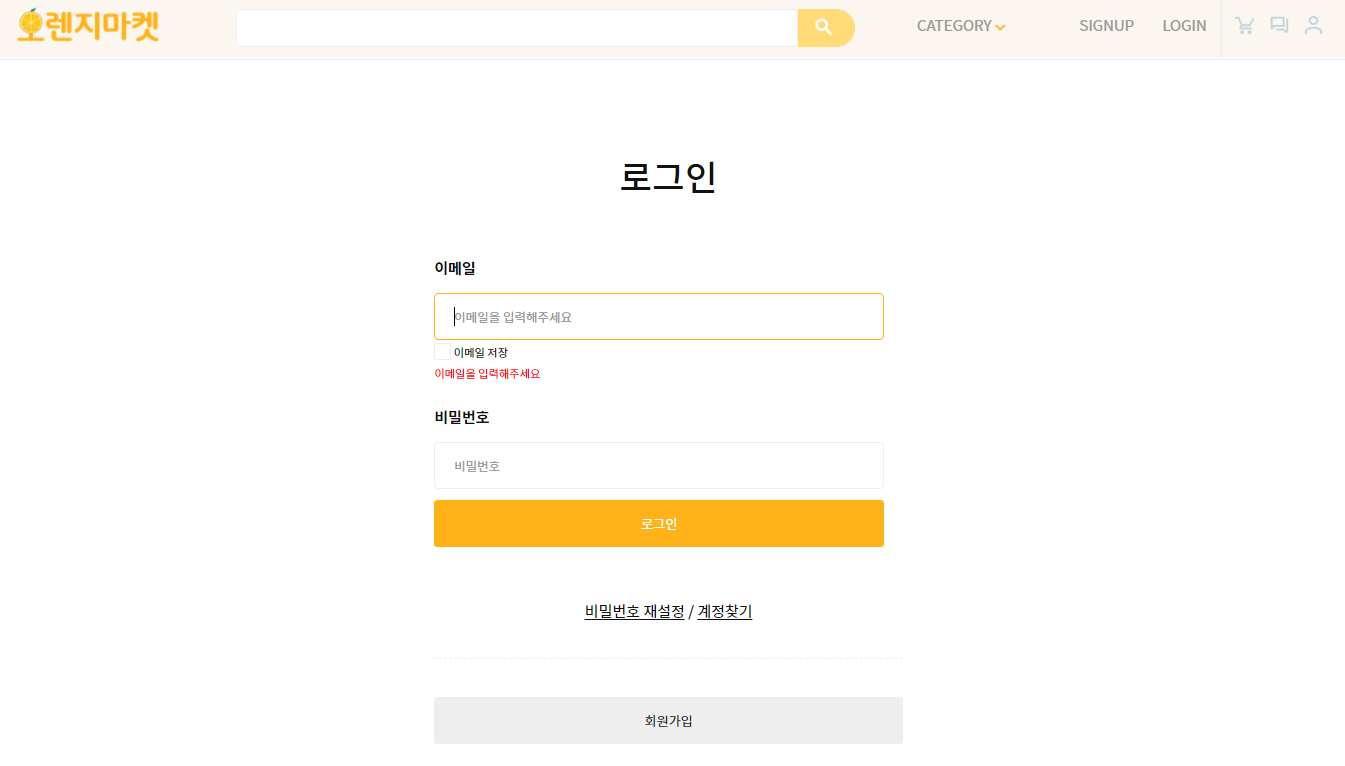 오렌지마켓
CATEGORY SIGNUP LOGIN
로그인
이메일
이메일을 입력해주세요
이메일 저장
이메일을 입력해주세요
비밀번호
비밀번호
로그인
비밀번호 재설정 / 계정찾기
회원가입